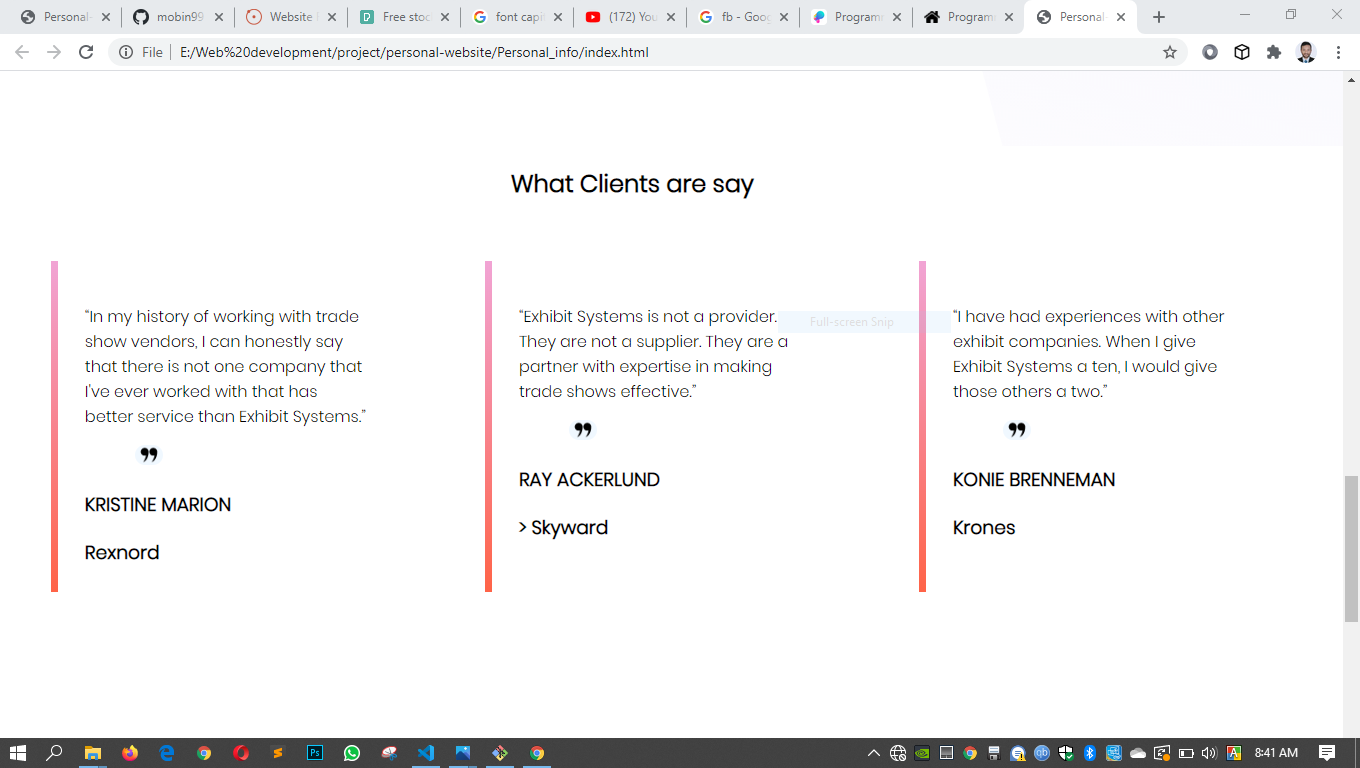 Personal-
mobin99
Website
Free stoc
font capi
(172) You
fb - Goog
Program
Program
Personal
File
E:/Web%20development/project/personal-website/Personal_info/index.html
What Clients are say
“In my history of working with trade
show vendors, I can honestly say
that there is not one company that
I've ever worked with that has
better service than Exhibit Systems.”
KRISTINE MARION
Rexnord
“Exhibit Systems is not a provider.
They are not a supplier. They are a
partner with expertise in making
trade shows effective.”
RAY ACKERLUND
> Skyward
Full-screen Snip
“I have had experiences with other
exhibit companies. When I give
Exhibit Systems a ten, I would give
those others a two.”
KONIE BRENNEMAN
Krones
Ps
qb
A
8:41 AM